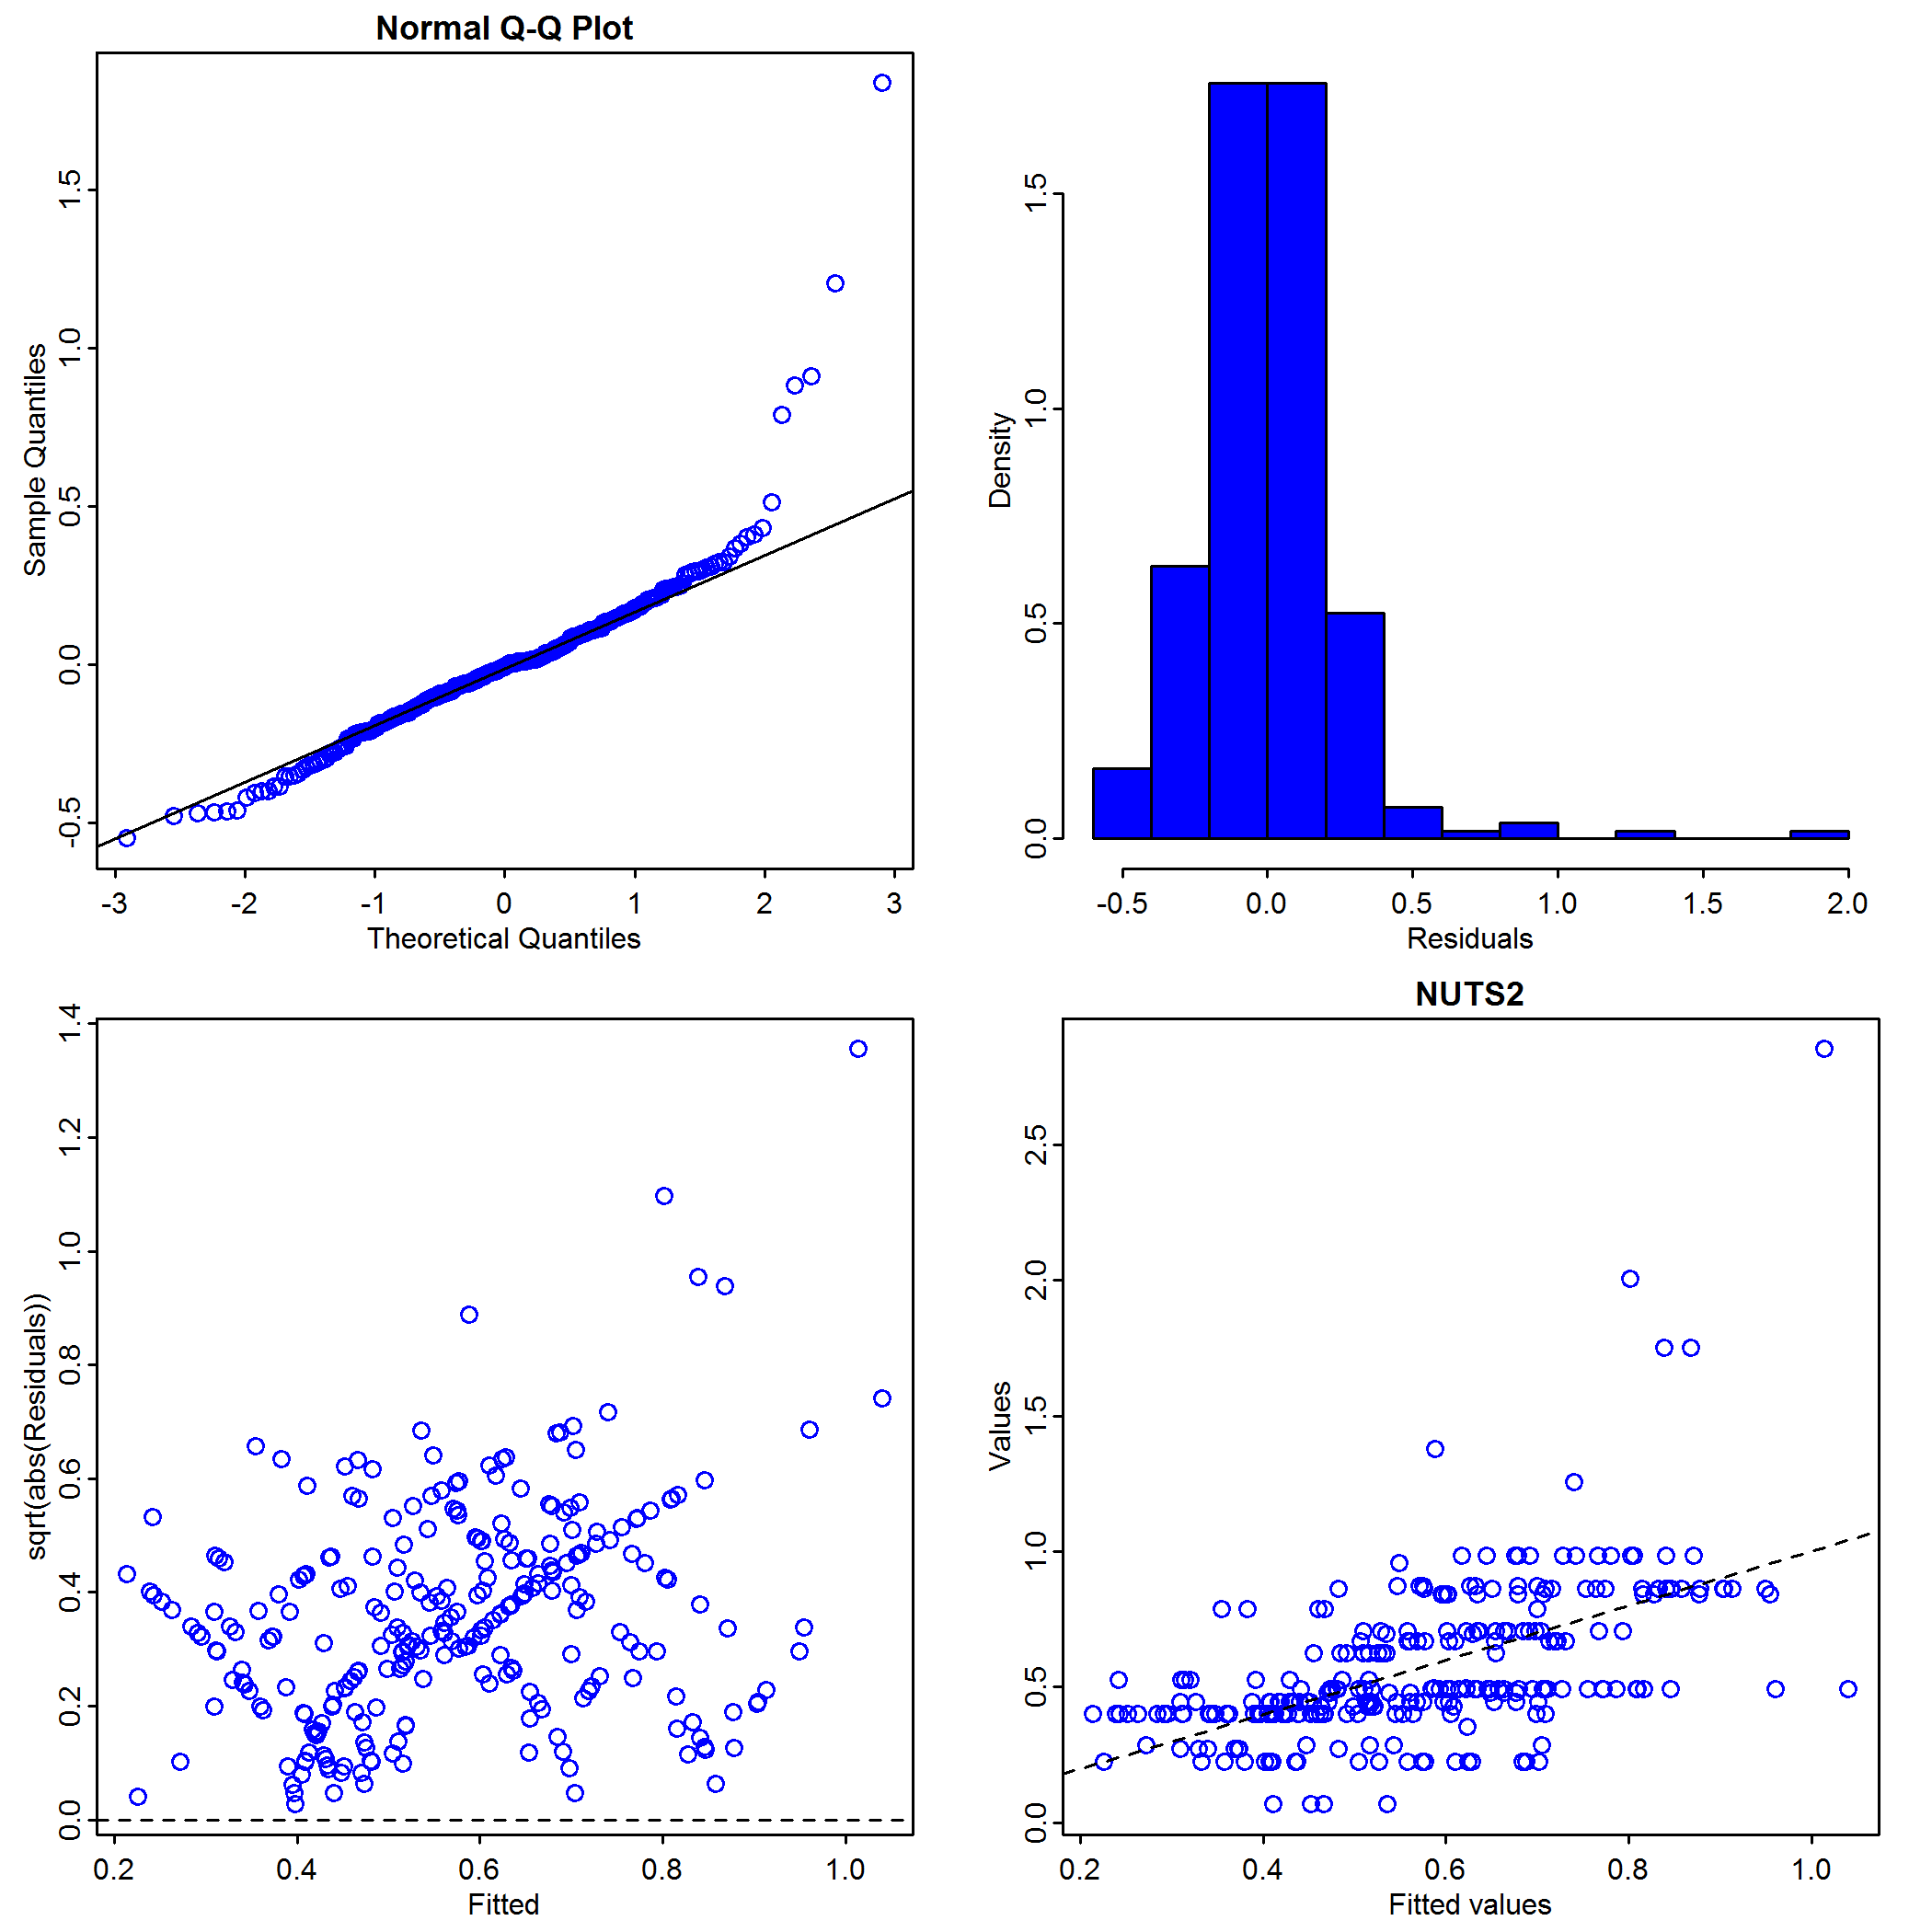 Normal Q-Q Plot
Sample Quantiles
-0.5 0.0 0.5 1.0 1.5
-3 -2 -1 0 1 2 3
Theoretical Quantiles
Density
0.0 0.5 1.0 1.5
-0.5 0.0 0.5 1.0 1.5 2.0
Residuals
sqrt(abs(Residuals))
0.0 0.2 0.4 0.6 0.8 1.0 1.2 1.4
0.2 0.4 0.6 0.8 1.0
Fitted
NUTS2
Values
0.0 0.5 1.0 1.5 2.0 2.5
0.2 0.4 0.6 0.8 1.0
Fitted values